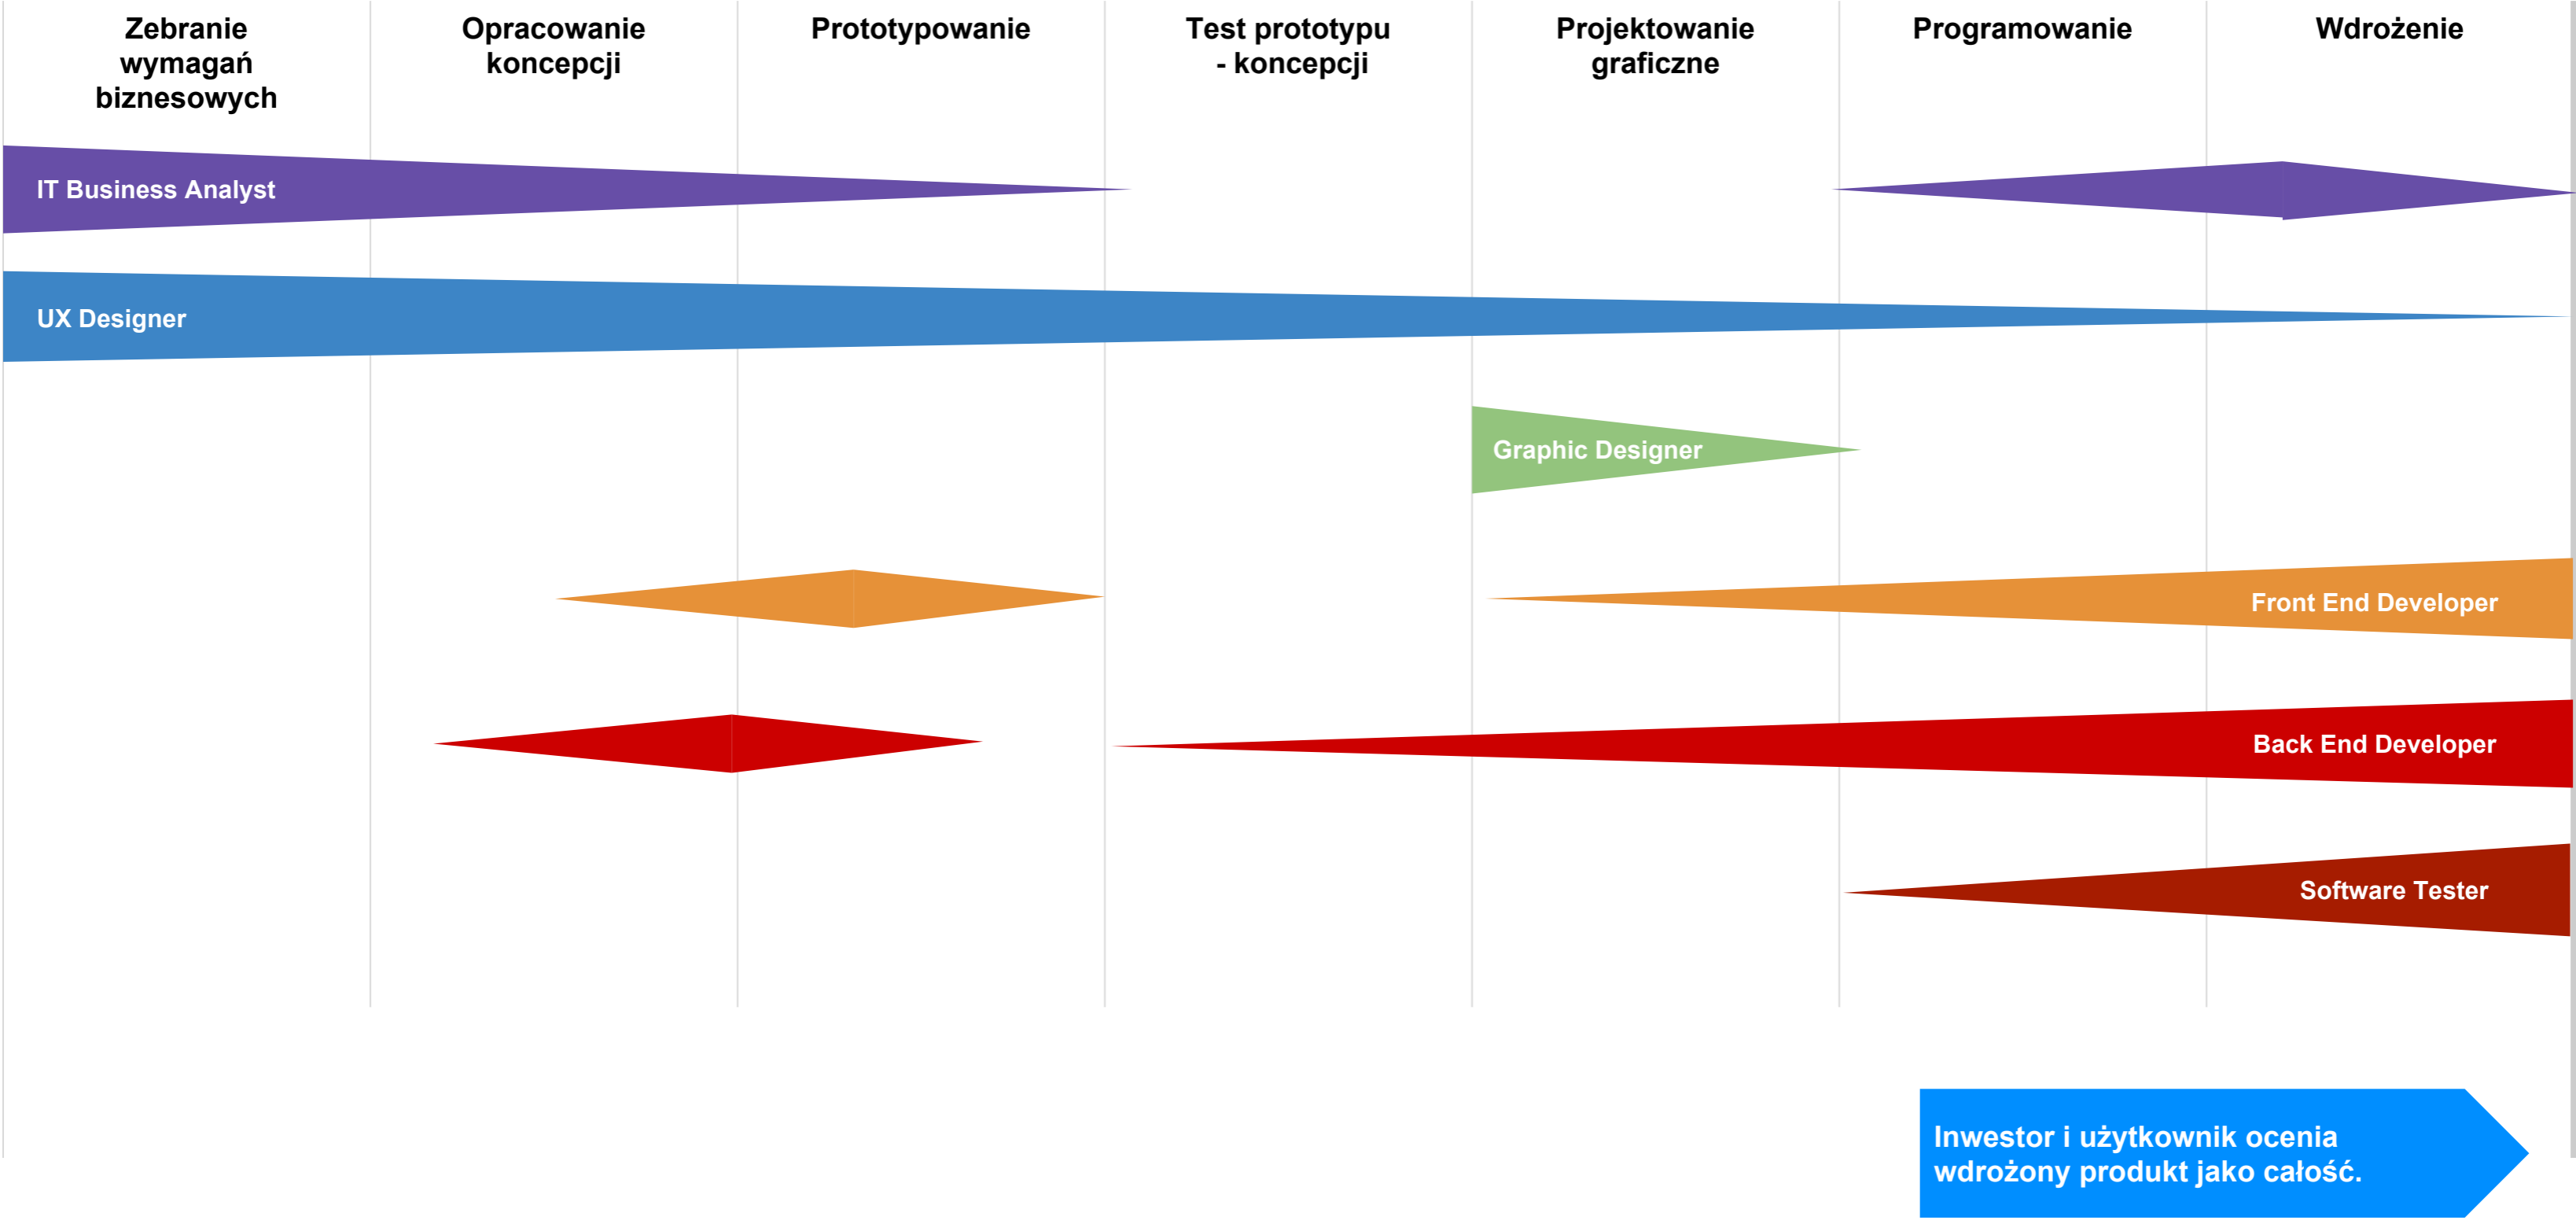 Zebranie
wymagań
biznesowych
Opracowanie
koncepcji
Prototypowanie
Test prototypu
- koncepcji
Projektowanie
graficzne
Programowanie
Wdrożenie
IT Business Analyst
UX Designer
Graphic Designer
Front End Developer
Back End Developer
Software Tester
Inwestor i użytkownik ocenia
wdrożony produkt jako całość.